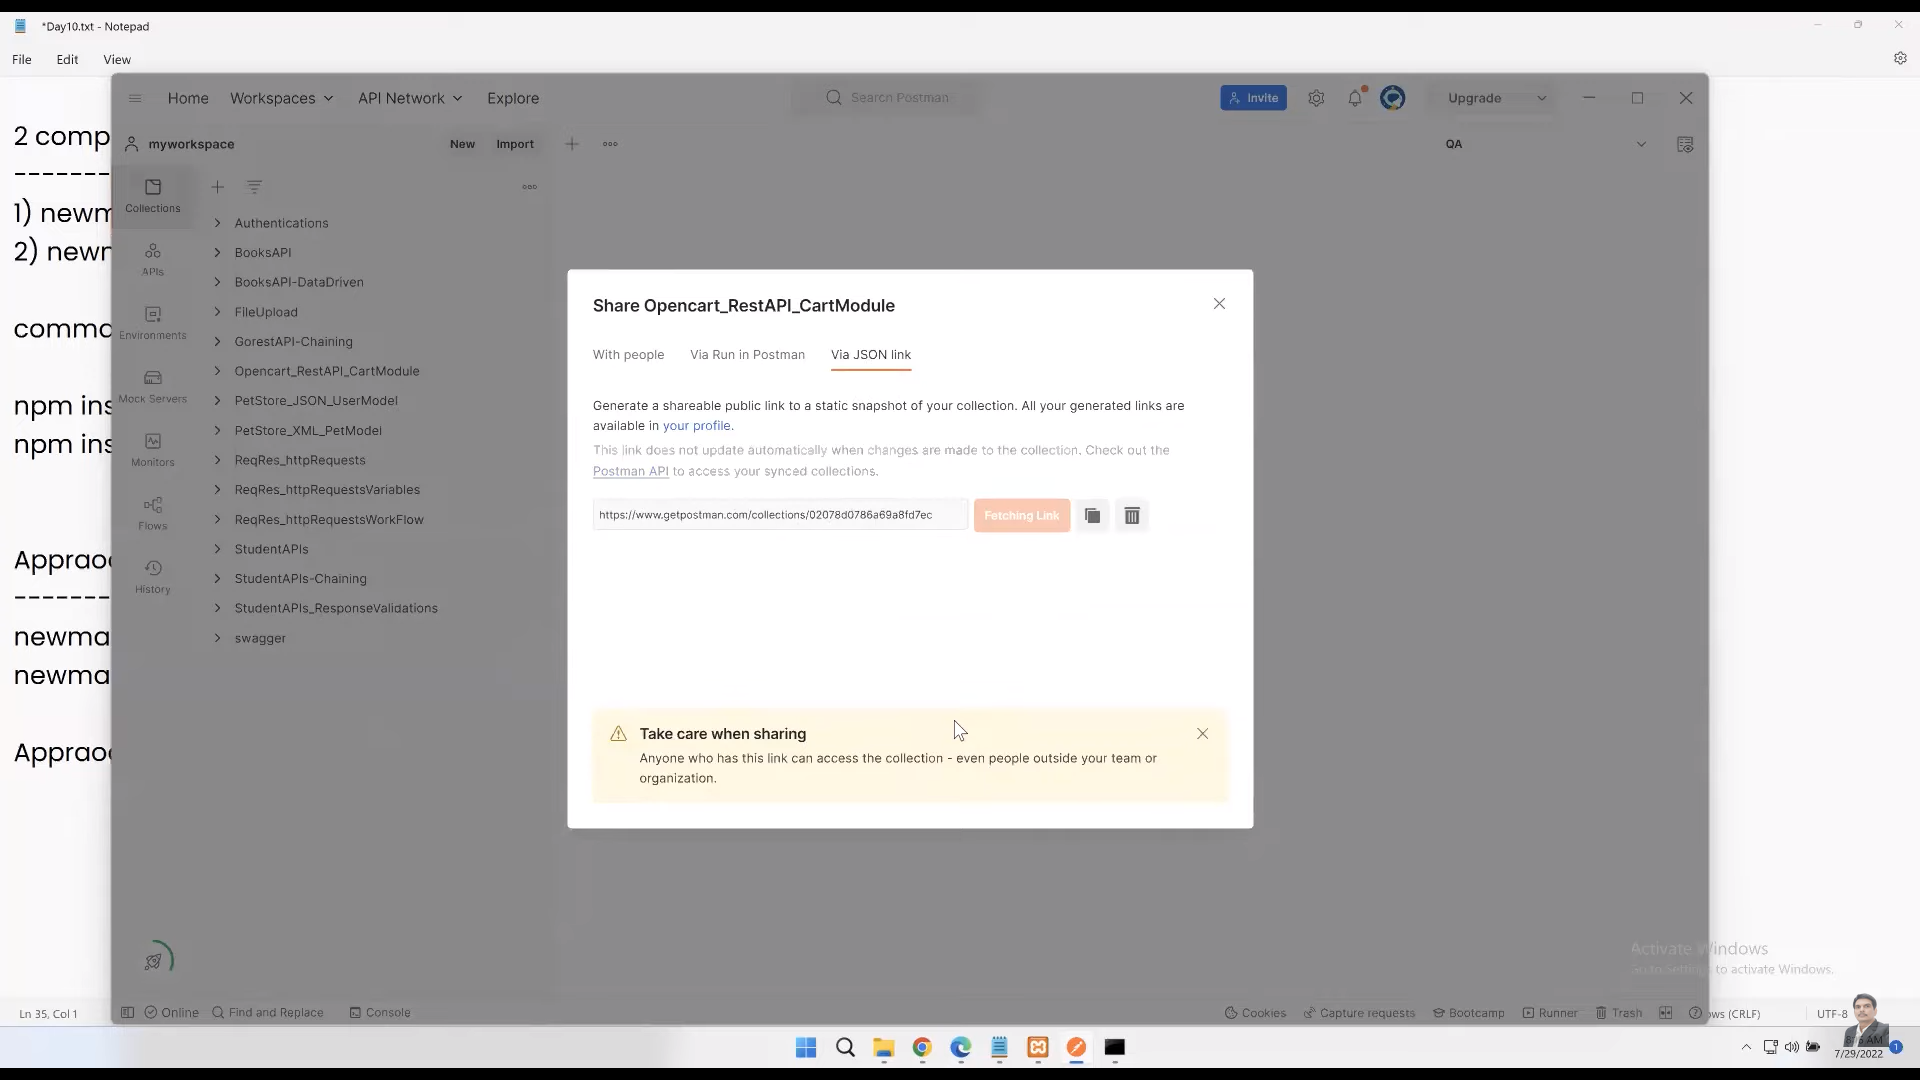 *Day10.txt - Notepad
File Edit View
Home Workspaces API Network Explore Search Postman Invite Upgrade
myworkspace New Import QA
Collections
APIs
Environments
Mock Servers
Monitors
Flows
History
Authentications
BooksAPI
BooksAPI-DataDriven
FileUpload
GorestAPI-Chaining
Opencart_RestAPI_CartModule
PetStore_JSON_UserModel
PetStore_XML_PetModel
ReqRes_httpRequests
ReqRes_httpRequestsVariables
ReqRes_httpRequestsWorkFlow
StudentAPIs
StudentAPIs-Chaining
StudentAPIs_ResponseValidations
swagger
2 comp
-------
1) newm
2) newm
comma
npm ins
npm ins
Appraoc
-------
newma
newma
Appraoc
Share Opencart_RestAPI_CartModule
With people Via Run in Postman Via JSON link
Generate a shareable public link to a static snapshot of your collection. All your generated links are
available in your profile.
This link does not update automatically when changes are made to the collection. Check out the
Postman API to access your synced collections.
https://www.getpostman.com/collections/02078d0786a69a8fd7ec Fetching Link
Take care when sharing
Anyone who has this link can access the collection - even people outside your team or
organization.
Activate Windows
Go to Settings to activate Windows.
Online Find and Replace Console Cookies Capture requests Bootcamp Runner Trash
Ln 35, Col 1 ows (CRLF) UTF-8
7/29/2022 1